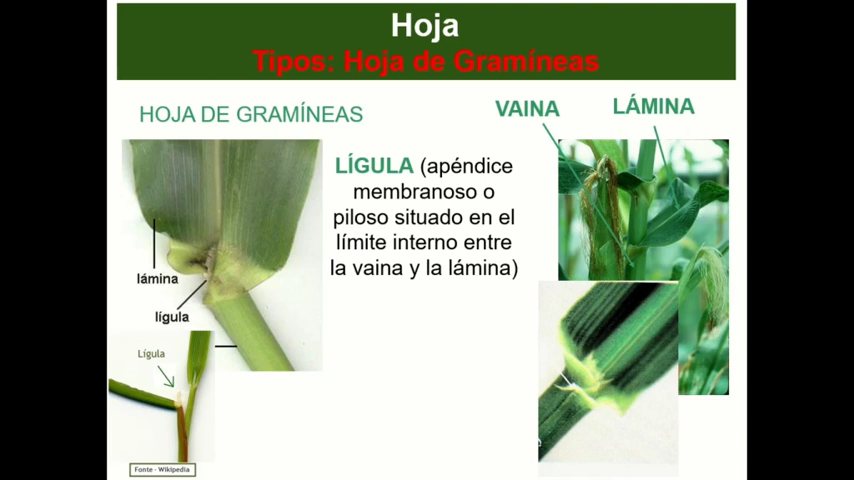 Hoja
Tipos: Hoja de Gramíneas
HOJA DE GRAMÍNEAS
VAINA
LÁMINA
LÍGULA (apéndice
membranoso o
piloso situado en el
límite interno entre
la vaina y la lámina)
lámina
lígula
Lígula
Fonte - Wikipedia